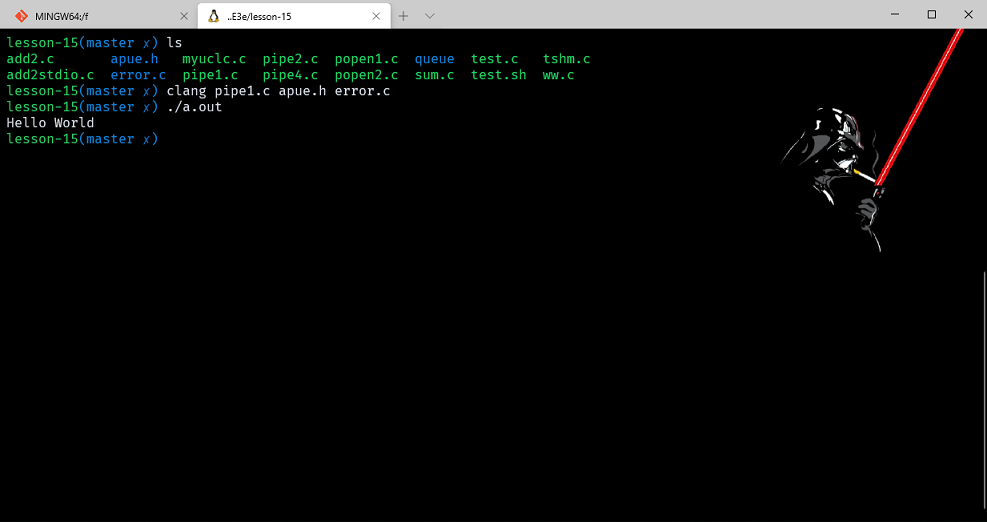 MINGW64:/f
..E3e/lesson-15
lesson-15(master x) ls
add2.c apue.h myuclc.c pipe2.c popen1.c queue test.c tshm.c
add2stdio.c error.c pipe1.c pipe4.c popen2.c sum.c test.sh ww.c
lesson-15(master x) clang pipe1.c apue.h error.c
lesson-15(master x) ./a.out
Hello World
lesson-15(master x)